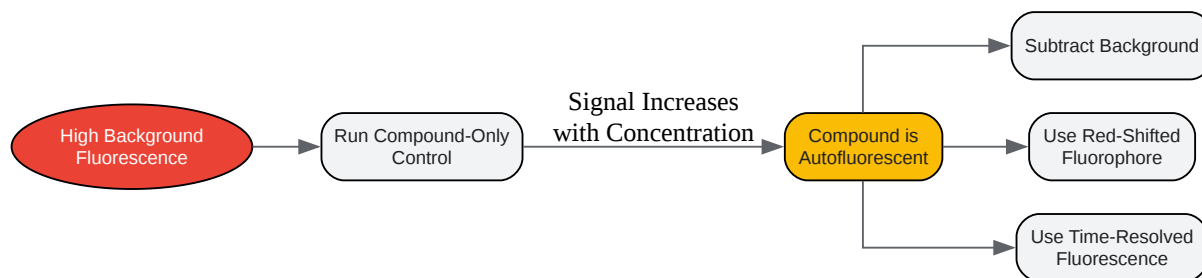 High Background
Fluorescence
Run Compound-Only
Control
Signal Increases
with Concentration
Compound is
Autofluorescent
Subtract Background
Use Red-Shifted
Fluorophore
Use Time-Resolved
Fluorescence